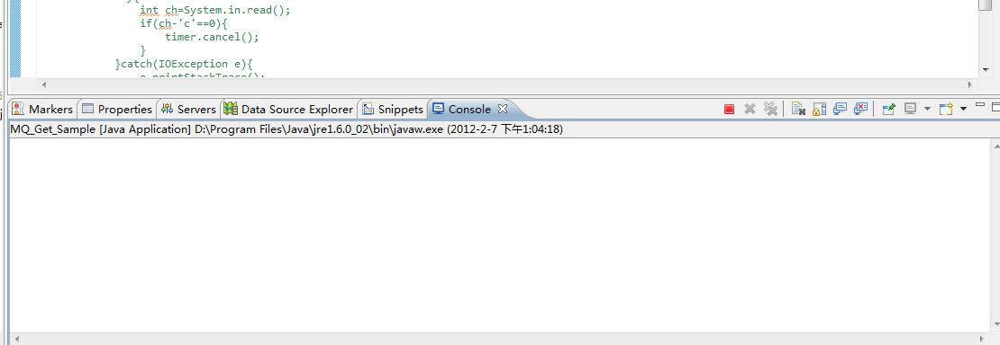 int ch=System.in.read();
if(ch-'c'==0){
timer.cancel();
}
}catch(IOException e){
e.printStackTrace();
Markers Properties Servers Data Source Explorer Snippets Console
MQ_Get_Sample [Java Application] D:\Program Files\Java\jre1.6.0_02\bin\javaw.exe (2012-2-7 下午1:04:18)